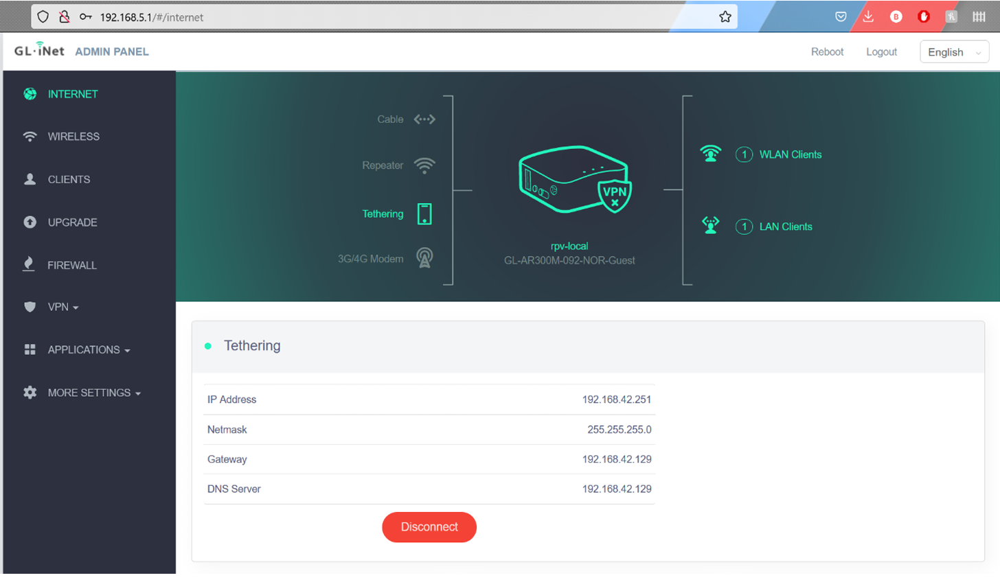 192.168.5.1/#/internet
GL·iNet ADMIN PANEL
Reboot
Logout
English
INTERNET
WIRELESS
CLIENTS
UPGRADE
FIREWALL
VPN
APPLICATIONS
MORE SETTINGS
Cable
Repeater
Tethering
3G/4G Modem
VPN
rpv-local
GL-AR300M-092-NOR-Guest
1 WLAN Clients
1 LAN Clients
Tethering
IP Address 192.168.42.251
Netmask 255.255.255.0
Gateway 192.168.42.129
DNS Server 192.168.42.129
Disconnect